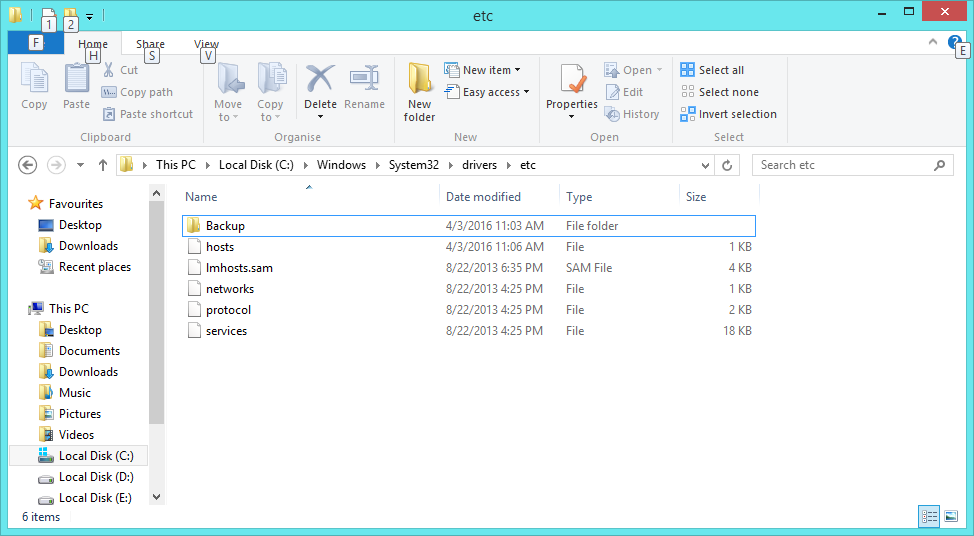 etc
1 2
F Home Share View
H S V E
Copy Paste Cut Copy path Paste shortcut
Clipboard
Move to Copy to Delete Rename
Organise
New folder New item Easy access
New
Properties Open Edit History
Open
Select all Select none Invert selection
Select
This PC Local Disk (C:) Windows System32 drivers etc Search etc
Name Date modified Type Size
Backup 4/3/2016 11:03 AM File folder
hosts 4/3/2016 11:06 AM File 1 KB
lmhosts.sam 8/22/2013 6:35 PM SAM File 4 KB
networks 8/22/2013 4:25 PM File 1 KB
protocol 8/22/2013 4:25 PM File 2 KB
services 8/22/2013 4:25 PM File 18 KB
Favourites
Desktop
Downloads
Recent places
This PC
Desktop
Documents
Downloads
Music
Pictures
Videos
Local Disk (C:)
Local Disk (D:)
Local Disk (E:)
6 items